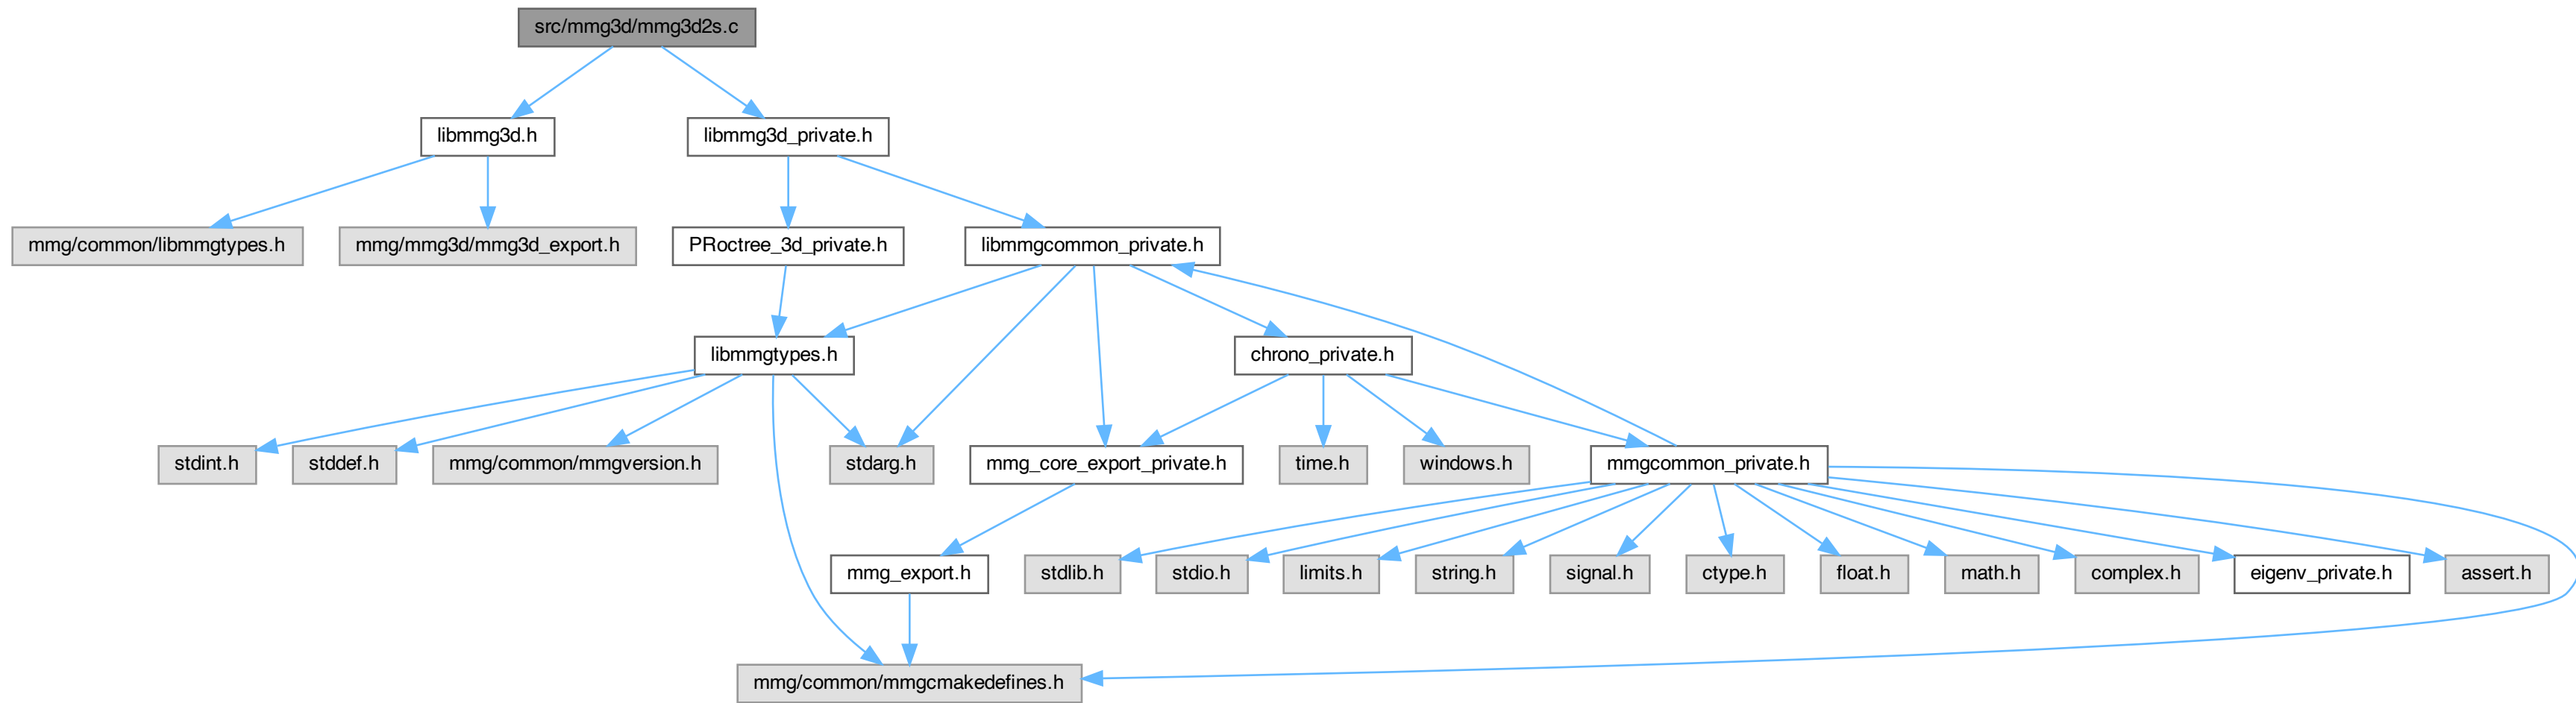 src/mmg3d/mmg3d2s.c
libmmg3d.h
libmmg3d_private.h
mmg/common/libmmgtypes.h
mmg/mmg3d/mmg3d_export.h
PRoctree_3d_private.h
libmmgcommon_private.h
libmmgtypes.h
chrono_private.h
stdint.h
stddef.h
mmg/common/mmgversion.h
stdarg.h
mmg_core_export_private.h
time.h
windows.h
mmgcommon_private.h
mmg_export.h
stdlib.h
stdio.h
limits.h
string.h
signal.h
ctype.h
float.h
math.h
complex.h
eigenv_private.h
assert.h
mmg/common/mmgcmakedefines.h